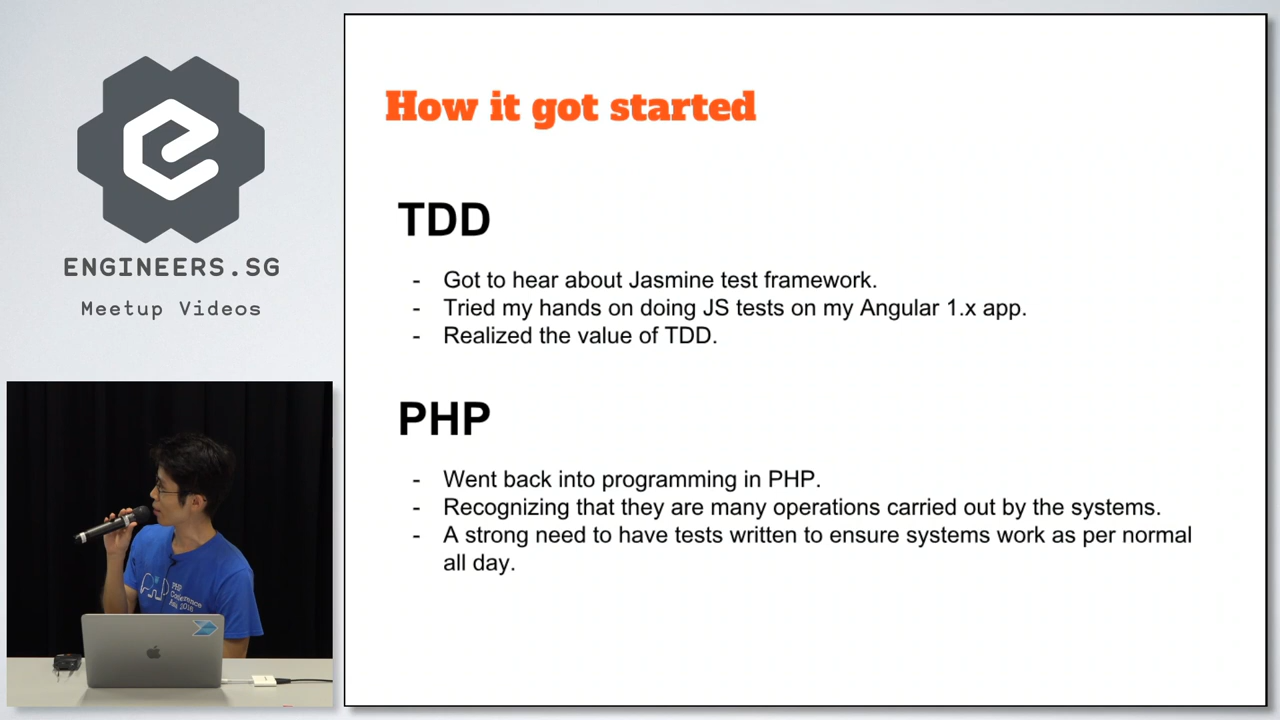 ENGINEERS.SG
Meetup Videos
How it got started
TDD
- Got to hear about Jasmine test framework.
- Tried my hands on doing JS tests on my Angular 1.x app.
- Realized the value of TDD.
PHP
- Went back into programming in PHP.
- Recognizing that they are many operations carried out by the systems.
- A strong need to have tests written to ensure systems work as per normal
all day.
PHP
Conference